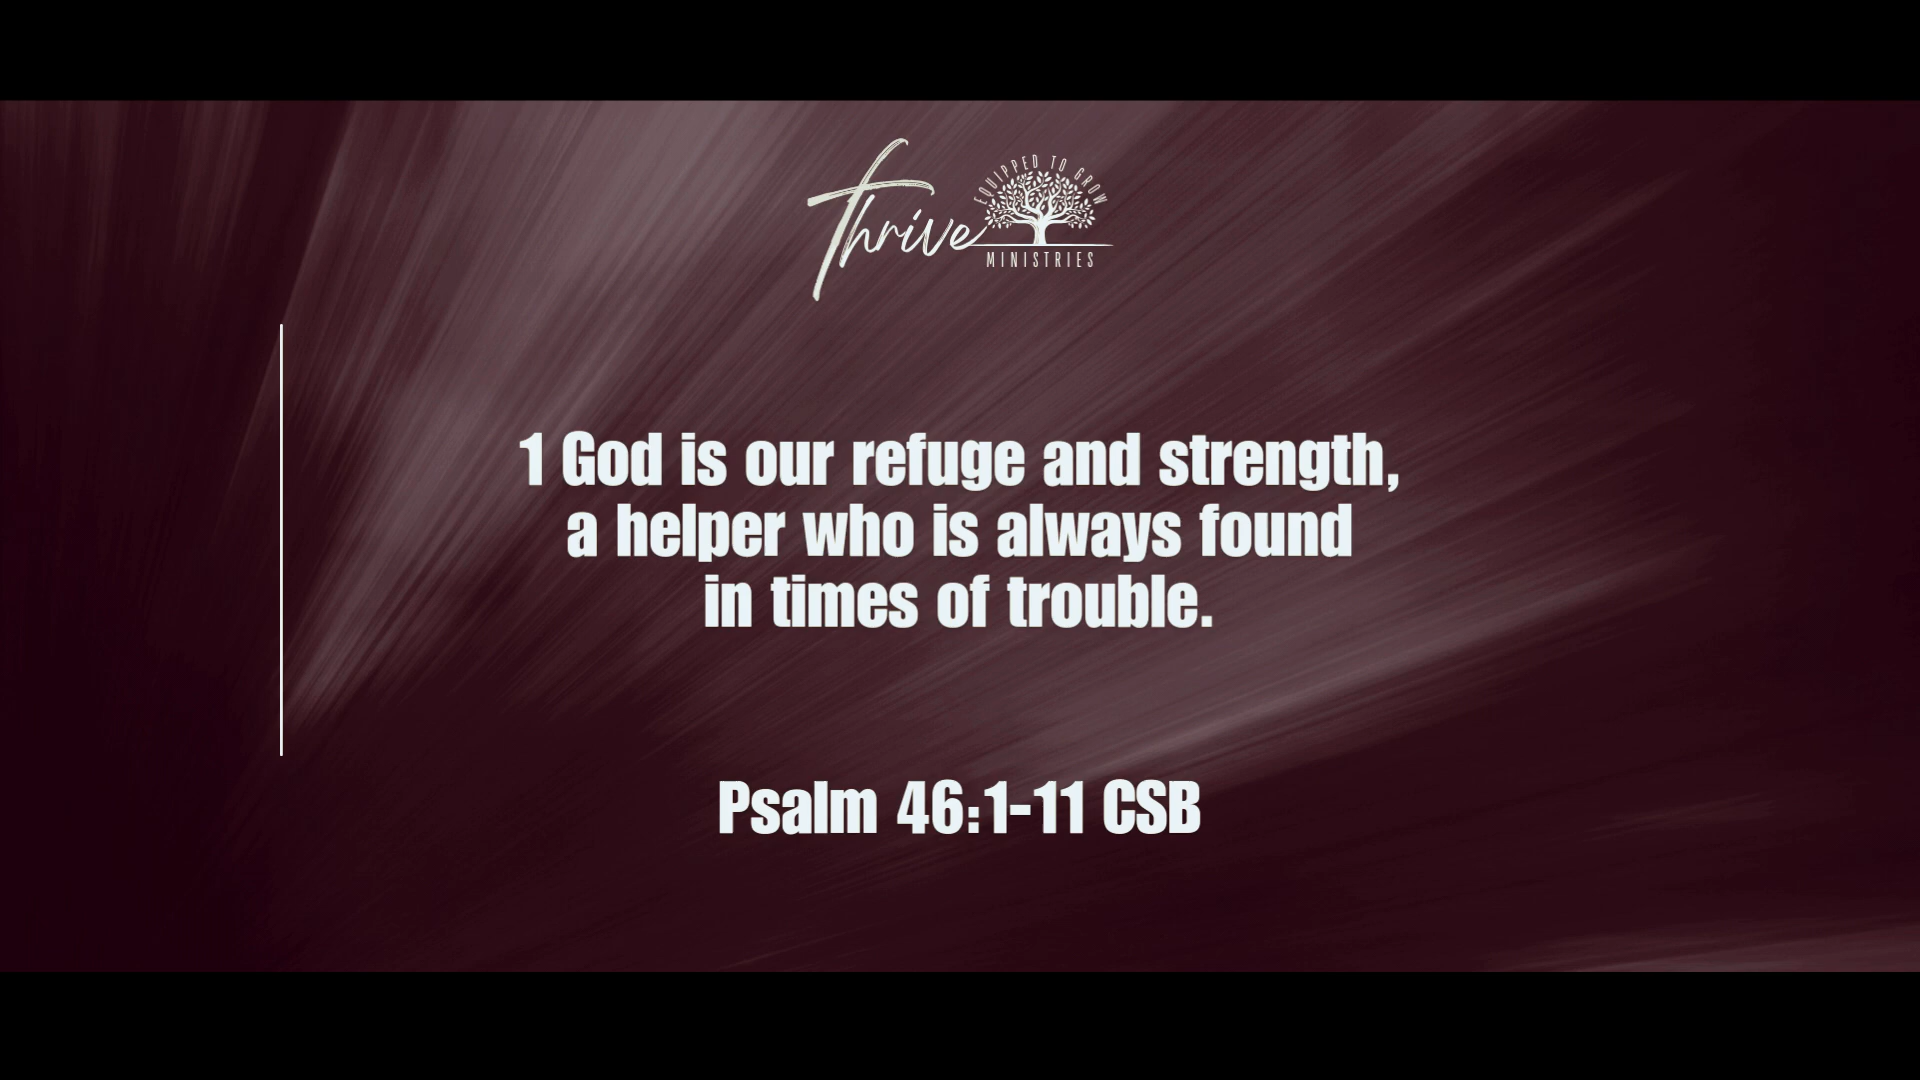 Thrive
EQUIPPED TO GROW
MINISTRIES
1 God is our refuge and strength,
a helper who is always found
in times of trouble.
Psalm 46:1-11 CSB